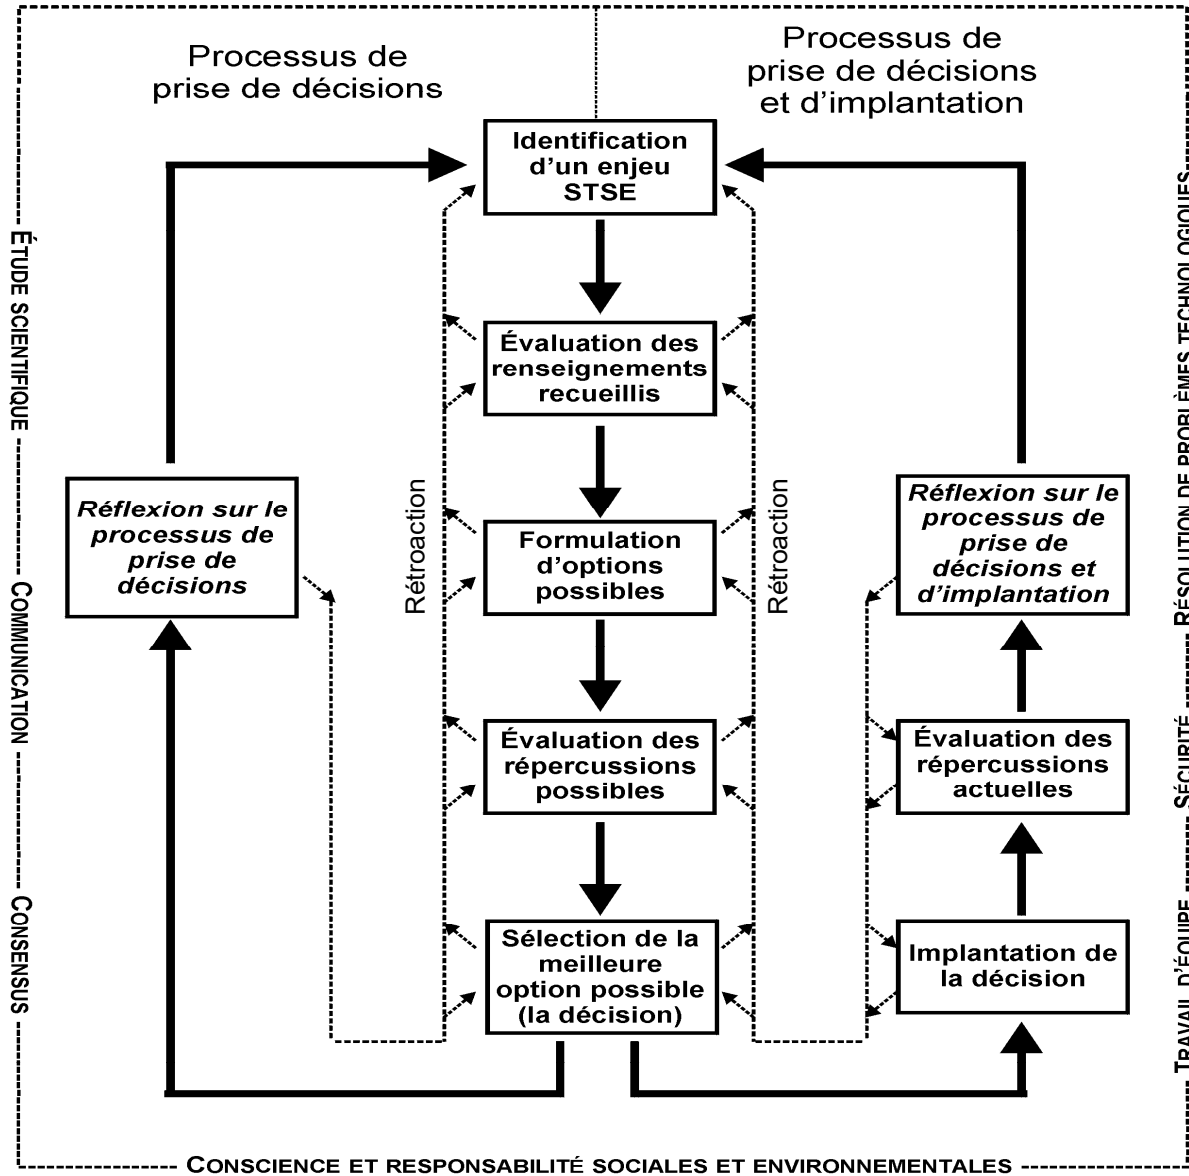 Processus de
prise de décisions
Processus de
prise de décisions
et d'implantation
Identification
d'un enjeu
STSE
Évaluation des
renseignements
recueillis
Formulation
d'options
possibles
Évaluation des
répercussions
possibles
Sélection de la
meilleure
option possible
(la décision)
Réflexion sur le
processus de
prise de
décisions
Rétroaction
Rétroaction
Réflexion sur le
processus de
prise de
décisions et
d'implantation
Évaluation des
répercussions
actuelles
Implantation de
la décision
ÉTUDE SCIENTIFIQUE
COMMUNICATION
CONSENSUS
RÉSOLUTION DE PROBLÈMES TECHNOLOGIQUES
SÉCURITÉ
TRAVAIL D'ÉQUIPE
CONSCIENCE ET RESPONSABILITÉ SOCIALES ET ENVIRONNEMENTALES